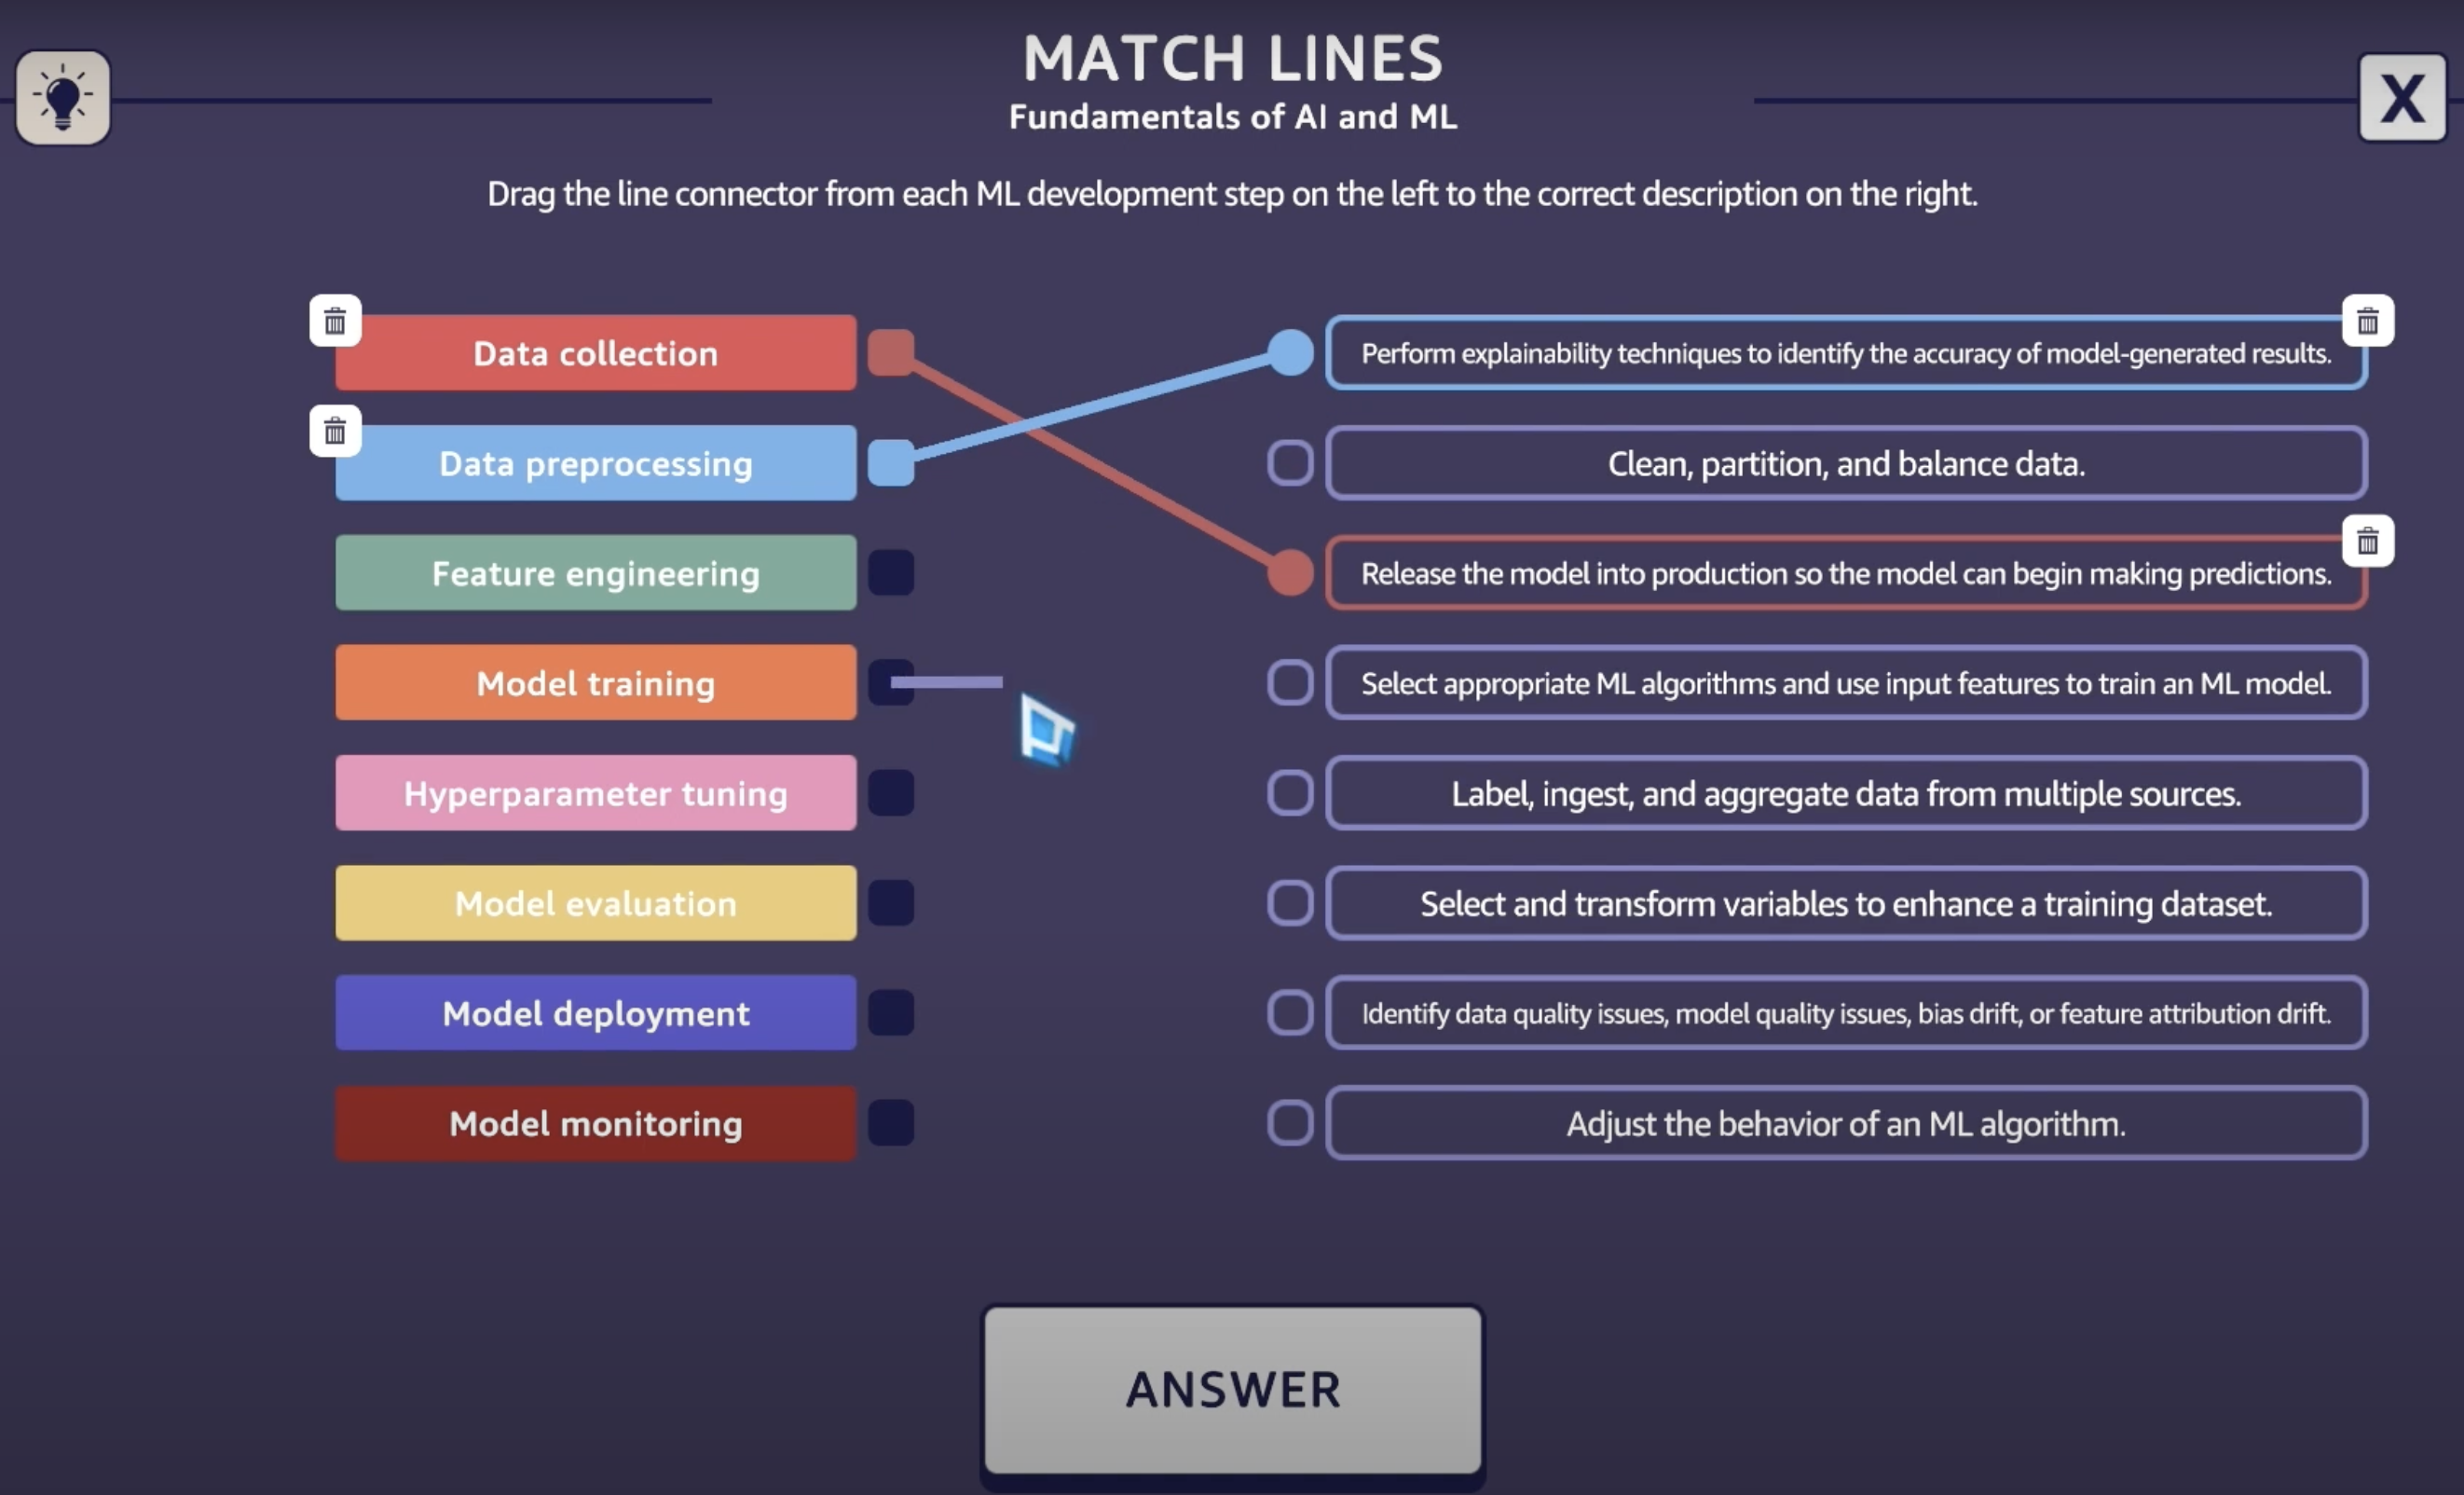 MATCH LINES
Fundamentals of AI and ML
X
Drag the line connector from each ML development step on the left to the correct description on the right.
Data collection
Perform explainability techniques to identify the accuracy of model-generated results.
Data preprocessing
Clean, partition, and balance data.
Feature engineering
Release the model into production so the model can begin making predictions.
Model training
Select appropriate ML algorithms and use input features to train an ML model.
Hyperparameter tuning
Label, ingest, and aggregate data from multiple sources.
Model evaluation
Select and transform variables to enhance a training dataset.
Model deployment
Identify data quality issues, model quality issues, bias drift, or feature attribution drift.
Model monitoring
Adjust the behavior of an ML algorithm.
ANSWER